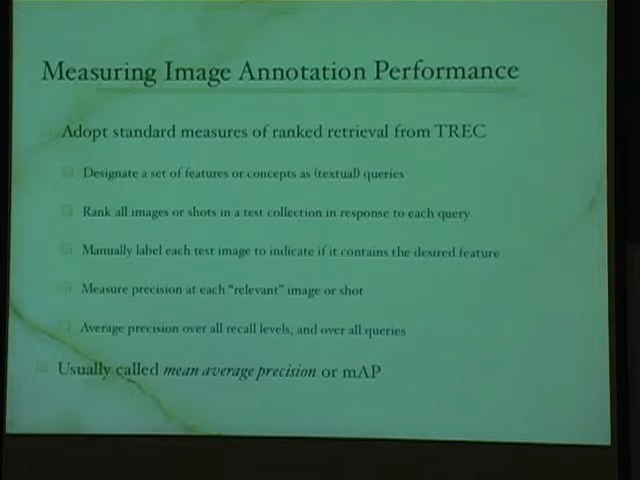 Measuring Image Annotation Performance
Adopt standard measures of ranked retrieval from TREC
Designate a set of features or concepts as (textual) queries
Rank all images or shots in a test collection in response to each query
Manually label each test image to indicate if it contains the desired feature
Measure precision at each "relevant" image or shot
Average precision over all recall levels, and over all queries
Usually called mean average precision or mAP